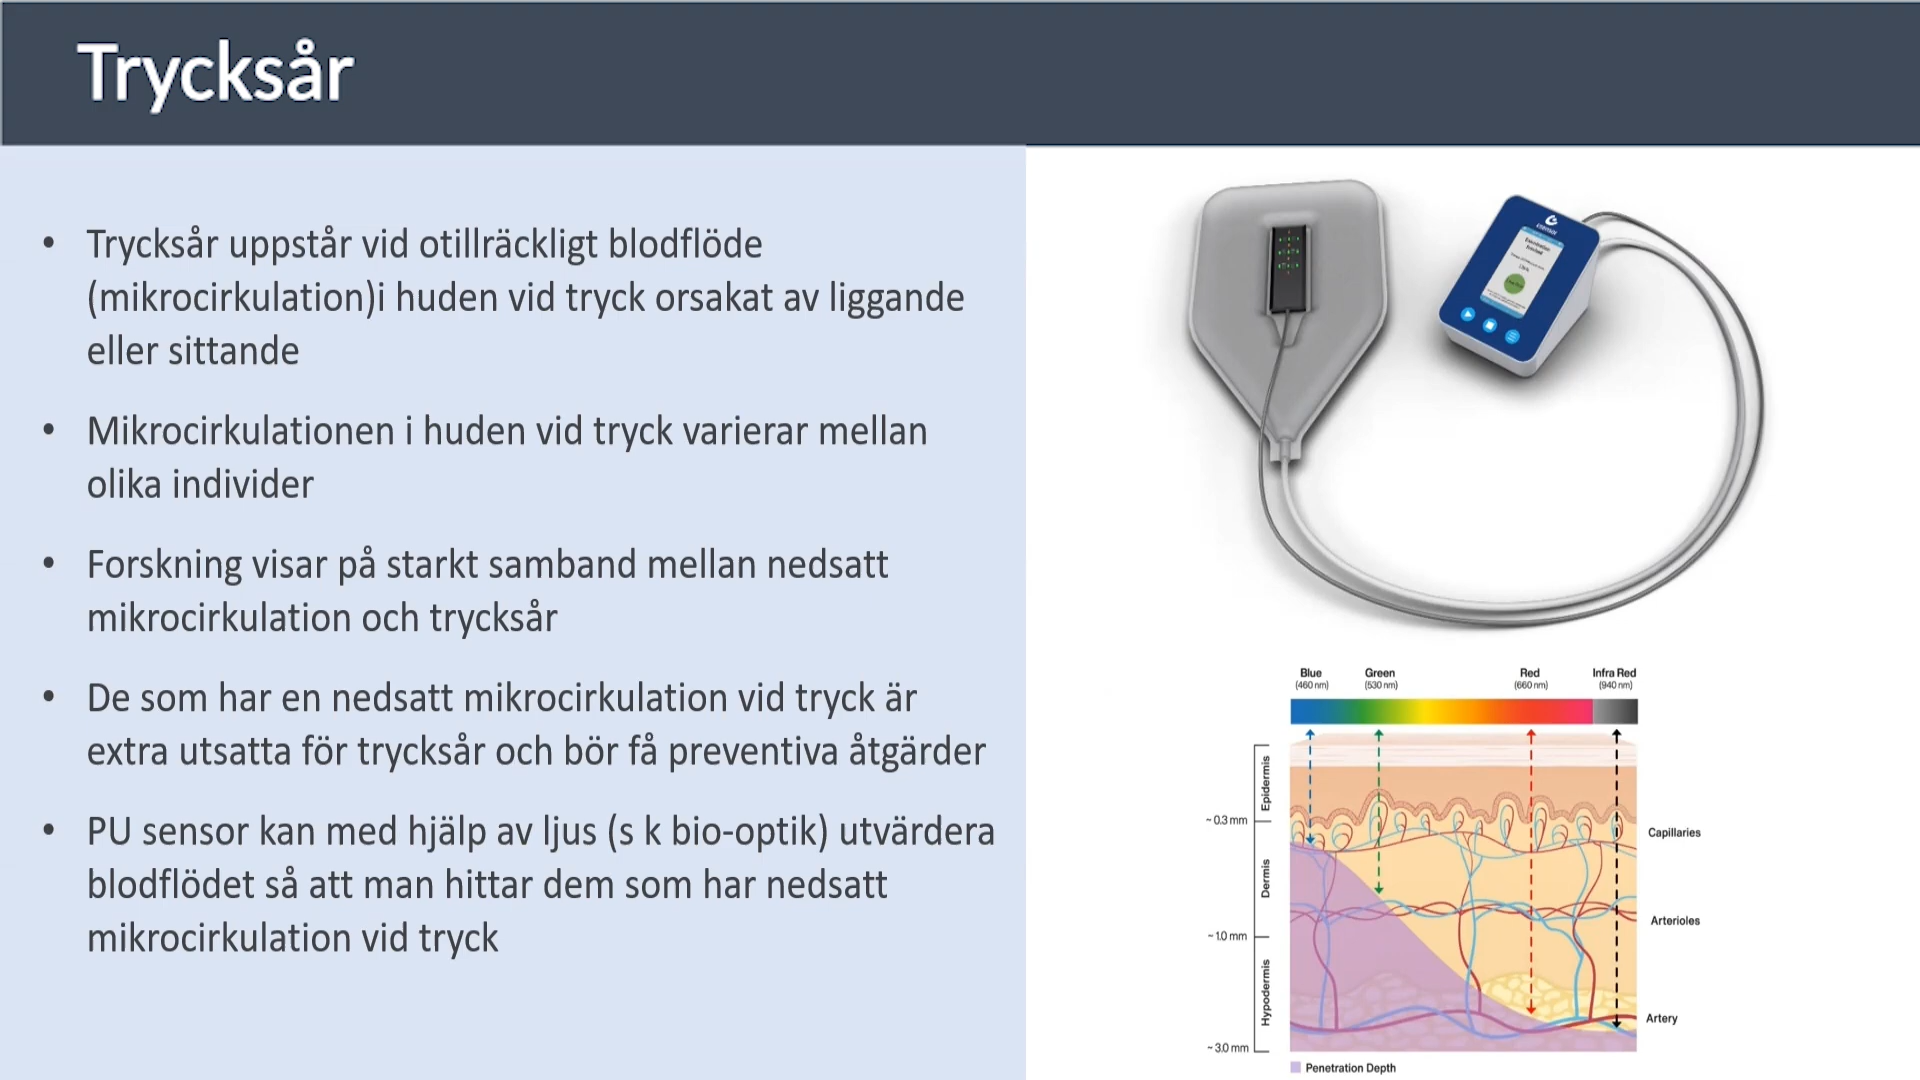 Trycksår
• Trycksår uppstår vid otillräckligt blodflöde
(mikrocirkulation)i huden vid tryck orsakat av liggande
eller sittande
• Mikrocirkulationen i huden vid tryck varierar mellan
olika individer
• Forskning visar på starkt samband mellan nedsatt
mikrocirkulation och trycksår
• De som har en nedsatt mikrocirkulation vid tryck är
extra utsatta för trycksår och bör få preventiva åtgärder
• PU sensor kan med hjälp av ljus (s k bio-optik) utvärdera
blodflödet så att man hittar dem som har nedsatt
mikrocirkulation vid tryck
Blue Green Red Infra Red
(460 nm) (530 nm) (660 nm) (940 nm)
Epidermis
~0.3 mm
Capillaries
Dermis
Arterioles
~1.0 mm
Hypodermis
Artery
~3.0 mm
Penetration Depth